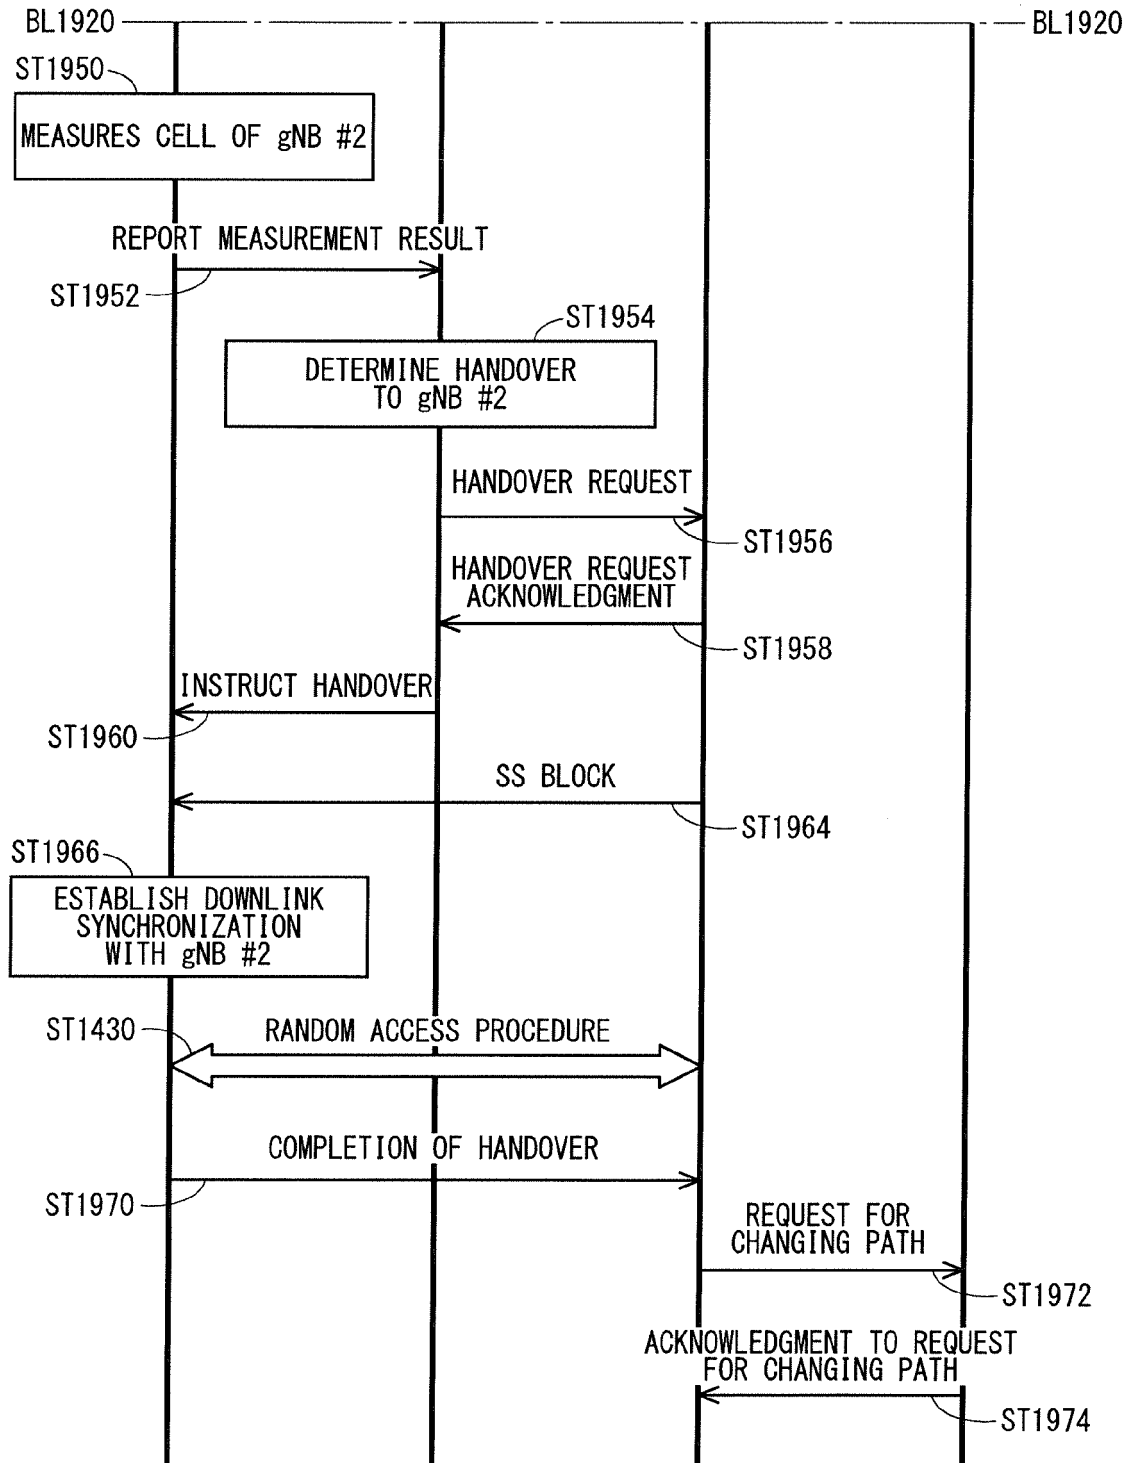 BL1920
BL1920
ST1950
MEASURES CELL OF gNB #2
REPORT MEASUREMENT RESULT
ST1952
ST1954
DETERMINE HANDOVER
TO gNB #2
HANDOVER REQUEST
ST1956
HANDOVER REQUEST
ACKNOWLEDGMENT
ST1958
INSTRUCT HANDOVER
ST1960
SS BLOCK
ST1964
ST1966
ESTABLISH DOWNLINK
SYNCHRONIZATION
WITH gNB #2
ST1430
RANDOM ACCESS PROCEDURE
COMPLETION OF HANDOVER
ST1970
REQUEST FOR
CHANGING PATH
ST1972
ACKNOWLEDGMENT TO REQUEST
FOR CHANGING PATH
ST1974